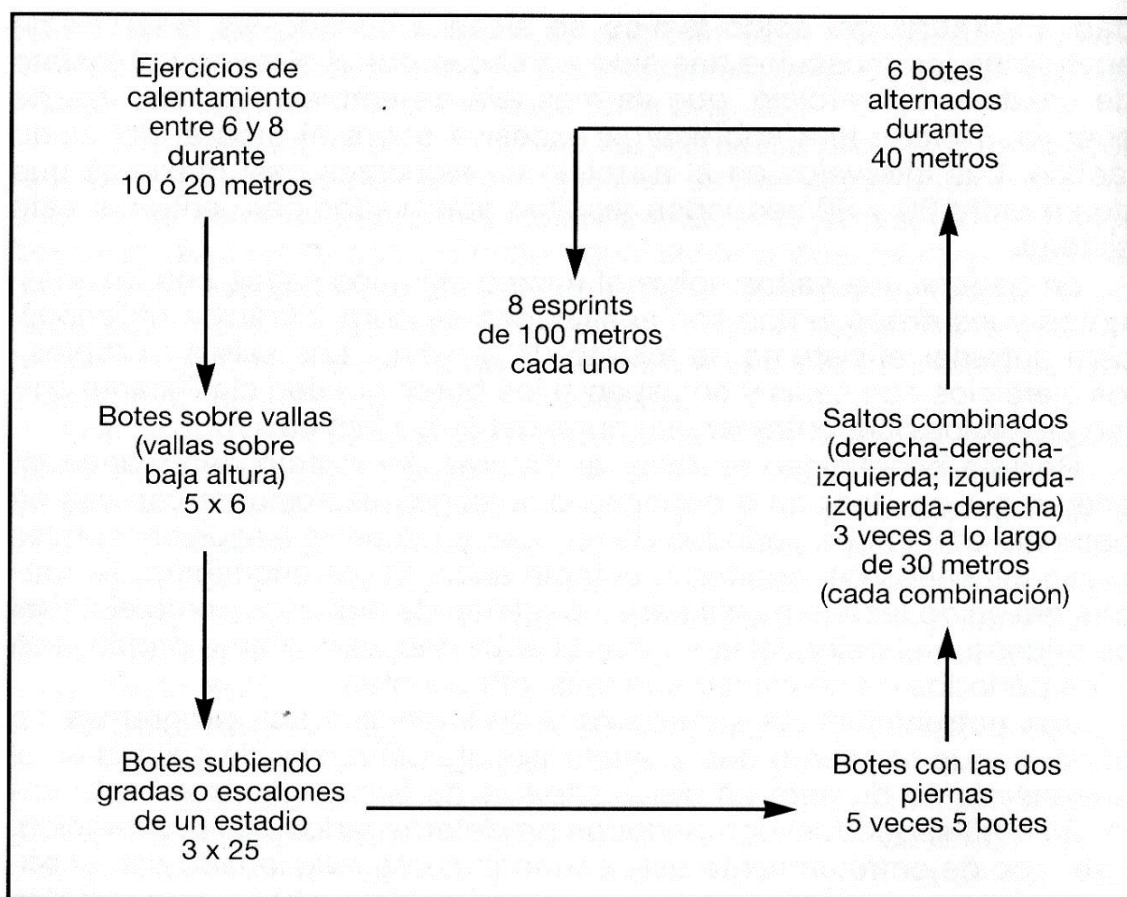 Ejercicios de
calentamiento
entre 6 y 8
durante
10 ó 20 metros
Botes sobre vallas
(vallas sobre
baja altura)
5 x 6
Botes subiendo
gradas o escalones
de un estadio
3 x 25
Botes con las dos
piernas
5 veces 5 botes
Saltos combinados
(derecha-derecha-
izquierda; izquierda-
izquierda-derecha)
3 veces a lo largo
de 30 metros
(cada combinación)
6 botes
alternados
durante
40 metros
8 esprints
de 100 metros
cada uno